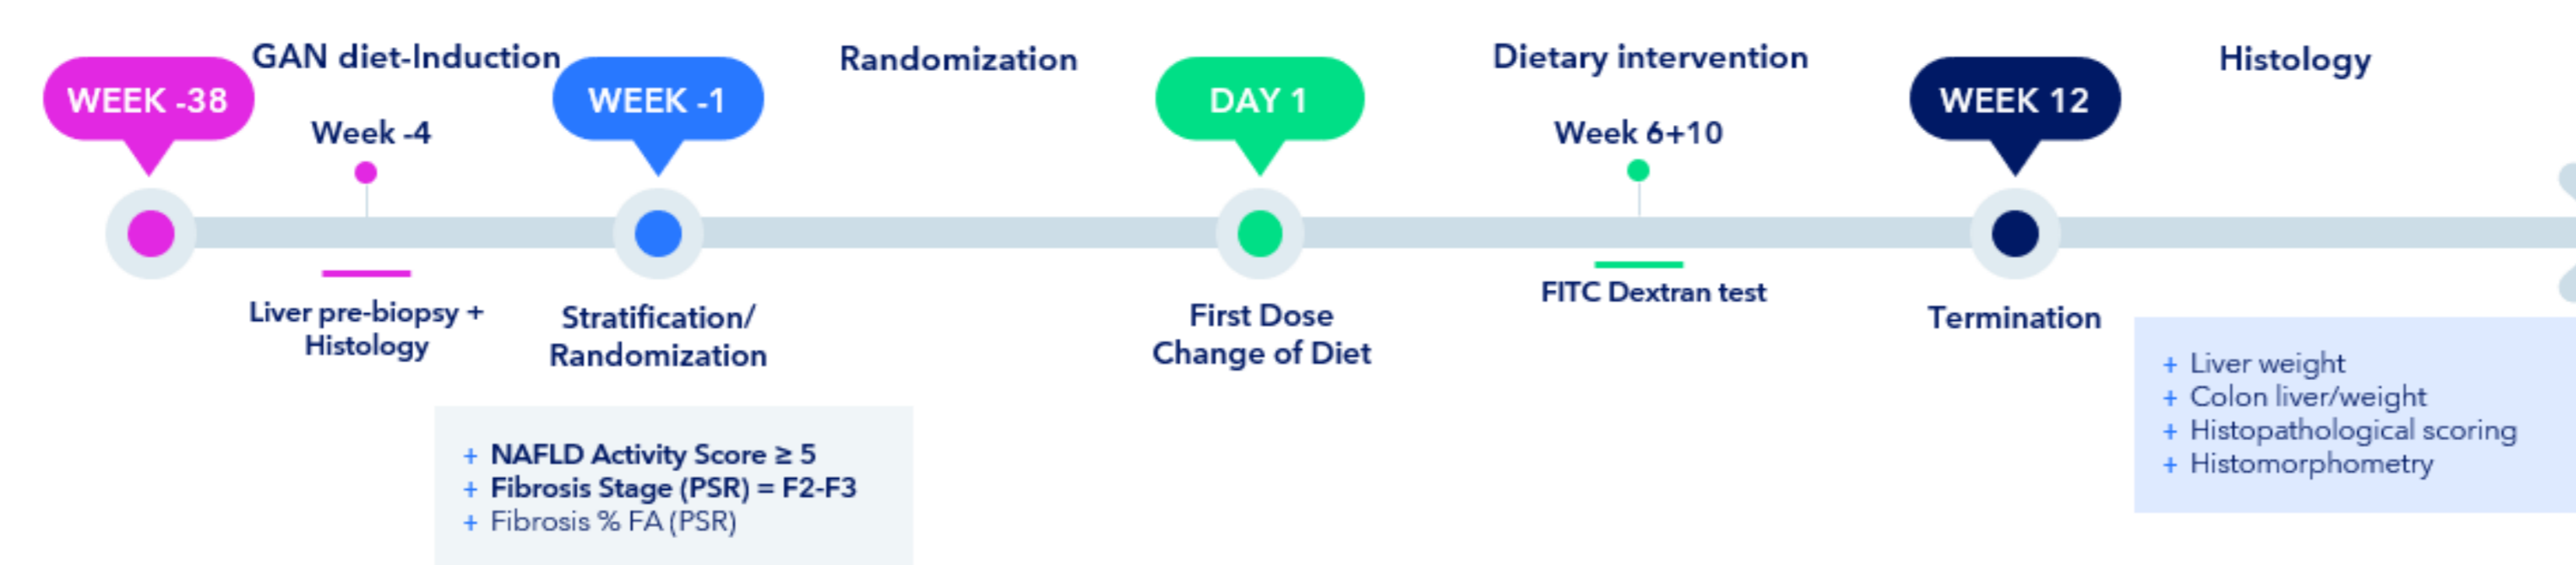 GAN diet-Induction
Randomization
Dietary intervention
Histology
WEEK -38
WEEK -1
DAY 1
WEEK 12
Week -4
Week 6+10
Liver pre-biopsy +
Histology
Stratification/
Randomization
First Dose
Change of Diet
FITC Dextran test
Termination
+ NAFLD Activity Score ≥ 5
+ Fibrosis Stage (PSR) = F2-F3
+ Fibrosis % FA (PSR)
+ Liver weight
+ Colon liver/weight
+ Histopathological scoring
+ Histomorphometry